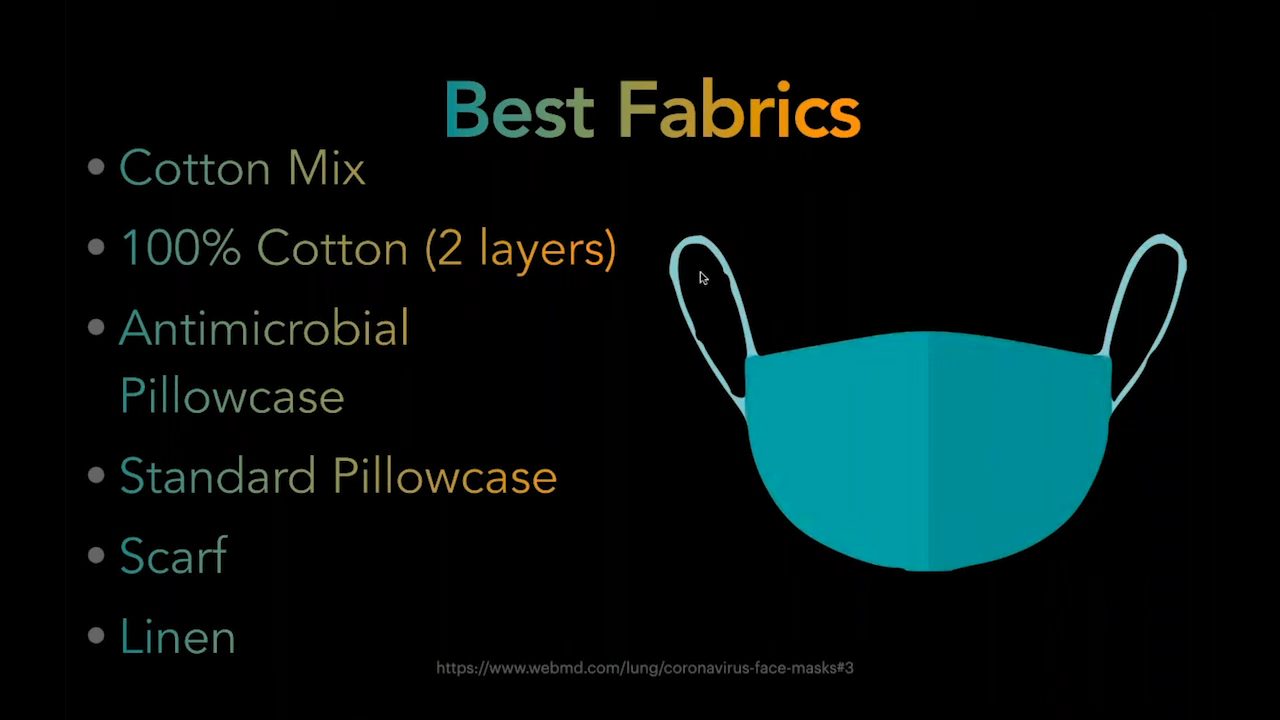 Best Fabrics
• Cotton Mix
• 100% Cotton (2 layers)
• Antimicrobial
Pillowcase
• Standard Pillowcase
• Scarf
• Linen
https://www.webmd.com/lung/coronavirus-face-masks#3